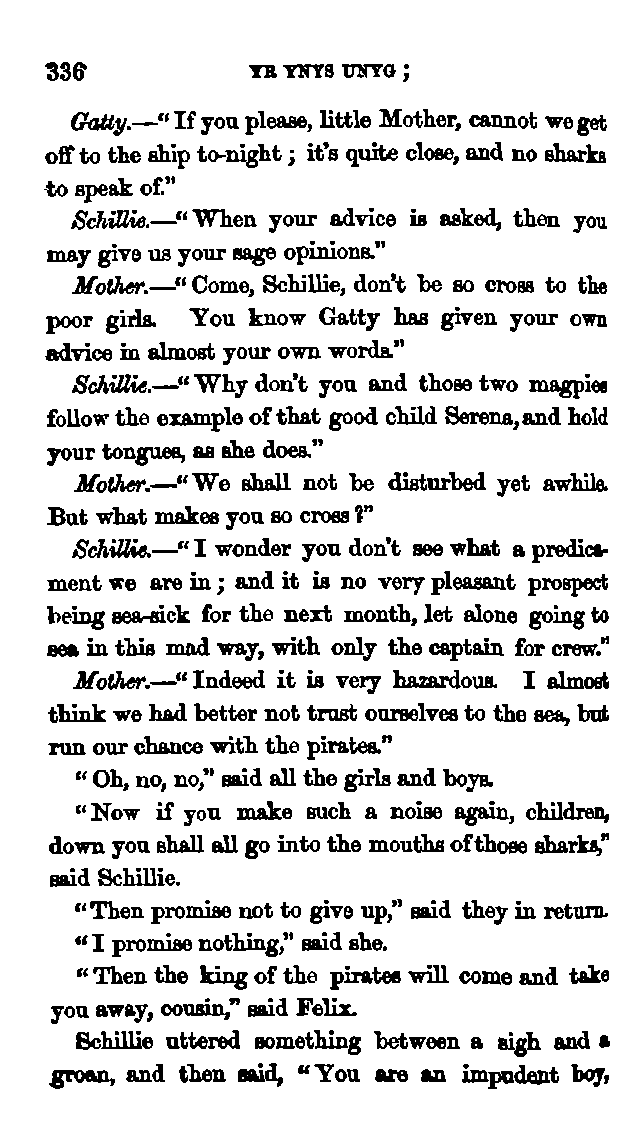 336 YR YNYS UNYG ;
Gatty.—"If you please, little Mother, cannot we get
off to the ship to-night ; it's quite close, and no sharks
to speak of."
Schillie.—"When your advice is asked, then you
may give us your sage opinions."
Mother.—"Come, Schillie, don't be so cross to the
poor girls. You know Gatty has given your own
advice in almost your own words."
Schillie.—"Why don't you and those two magpies
follow the example of that good child Serena, and hold
your tongues, as she does."
Mother.—"We shall not be disturbed yet awhile.
But what makes you so cross ?"
Schillie.—"I wonder you don't see what a predica-
ment we are in ; and it is no very pleasant prospect
being sea-sick for the next month, let alone going to
sea in this mad way, with only the captain for crew."
Mother.—"Indeed it is very hazardous. I almost
think we had better not trust ourselves to the sea, but
run our chance with the pirates."
"Oh, no, no," said all the girls and boys.
"Now if you make such a noise again, children,
down you shall all go into the mouths of those sharks,"
said Schillie.
"Then promise not to give up," said they in return.
"I promise nothing," said she.
"Then the king of the pirates will come and take
you away, cousin," said Felix.
Schillie uttered something between a sigh and a
groan, and then said, "You are an impudent boy,